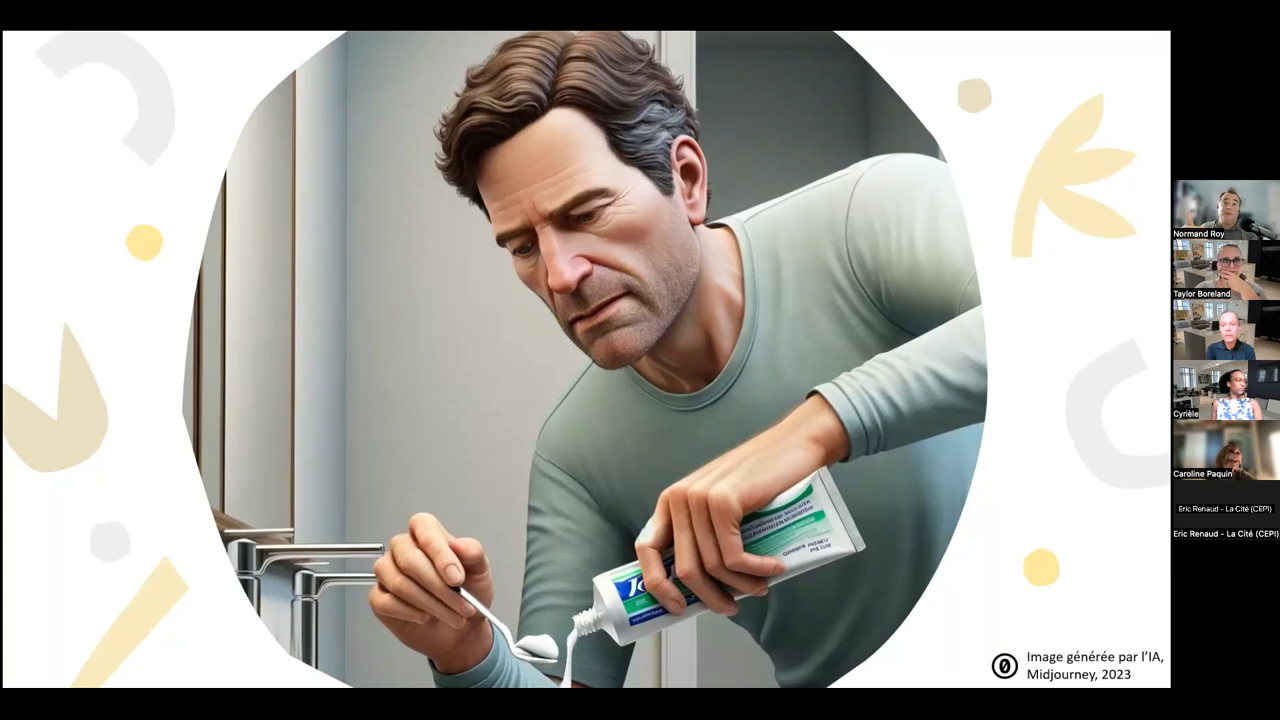 Image générée par l'IA,
Midjourney, 2023
Normand Roy
Taylor Boreland
Cyrièle
Caroline Paquin
Eric Renaud - La Cité (CEPI)
Eric Renaud - La Cité (CEPI)